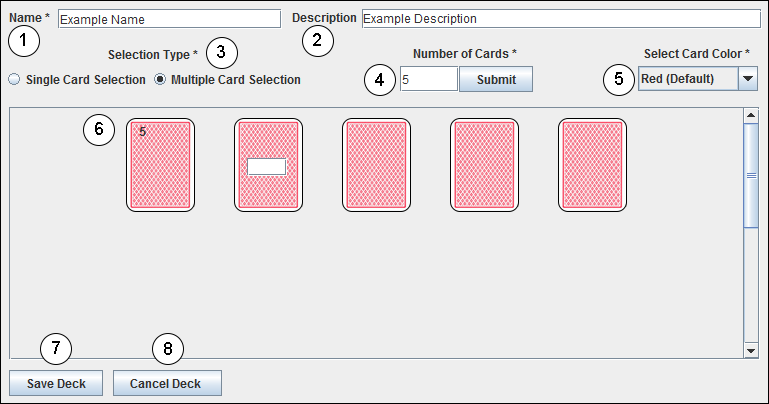 Name * Example Name Description Example Description
1 2
Selection Type * 3 Number of Cards * Select Card Color *
Single Card Selection Multiple Card Selection 4 5 Submit 5 Red (Default)
6 5
7 8
Save Deck Cancel Deck